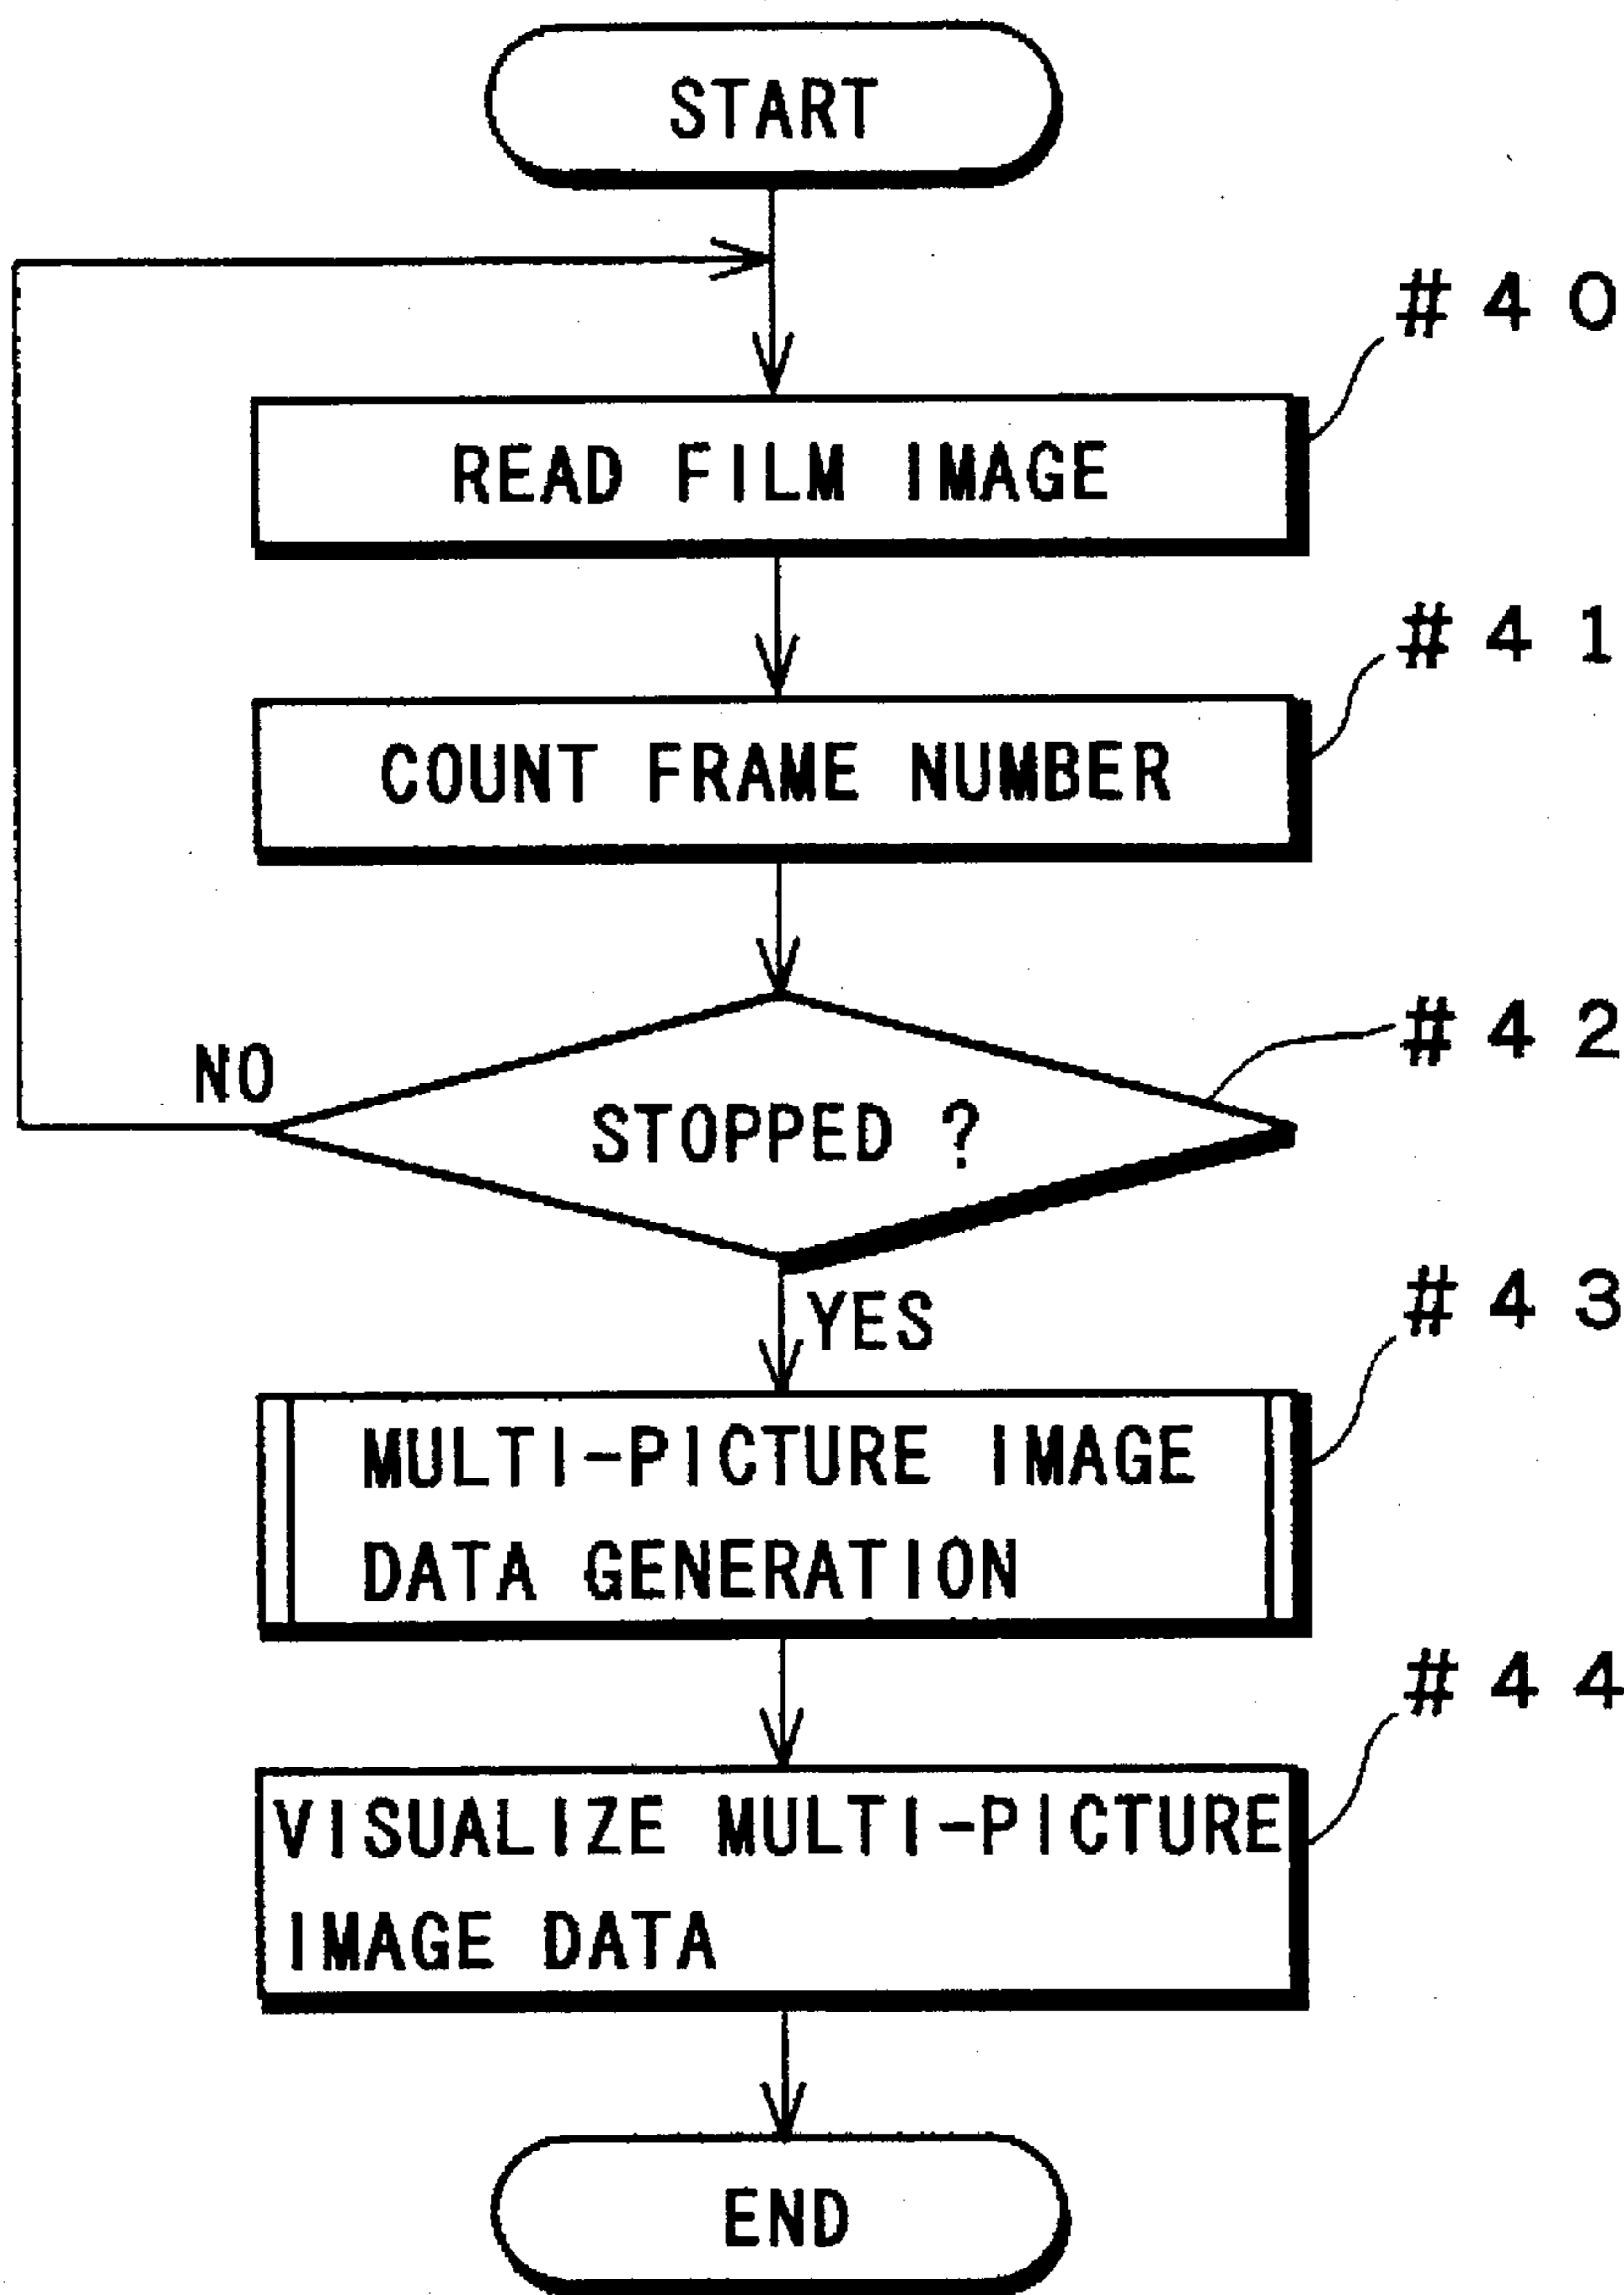 START
#40
READ FILM IMAGE
#41
COUNT FRAME NUMBER
#42
NO
STOPPED ?
YES
#43
MULTI-PICTURE IMAGE
DATA GENERATION
#44
VISUALIZE MULTI-PICTURE
IMAGE DATA
END